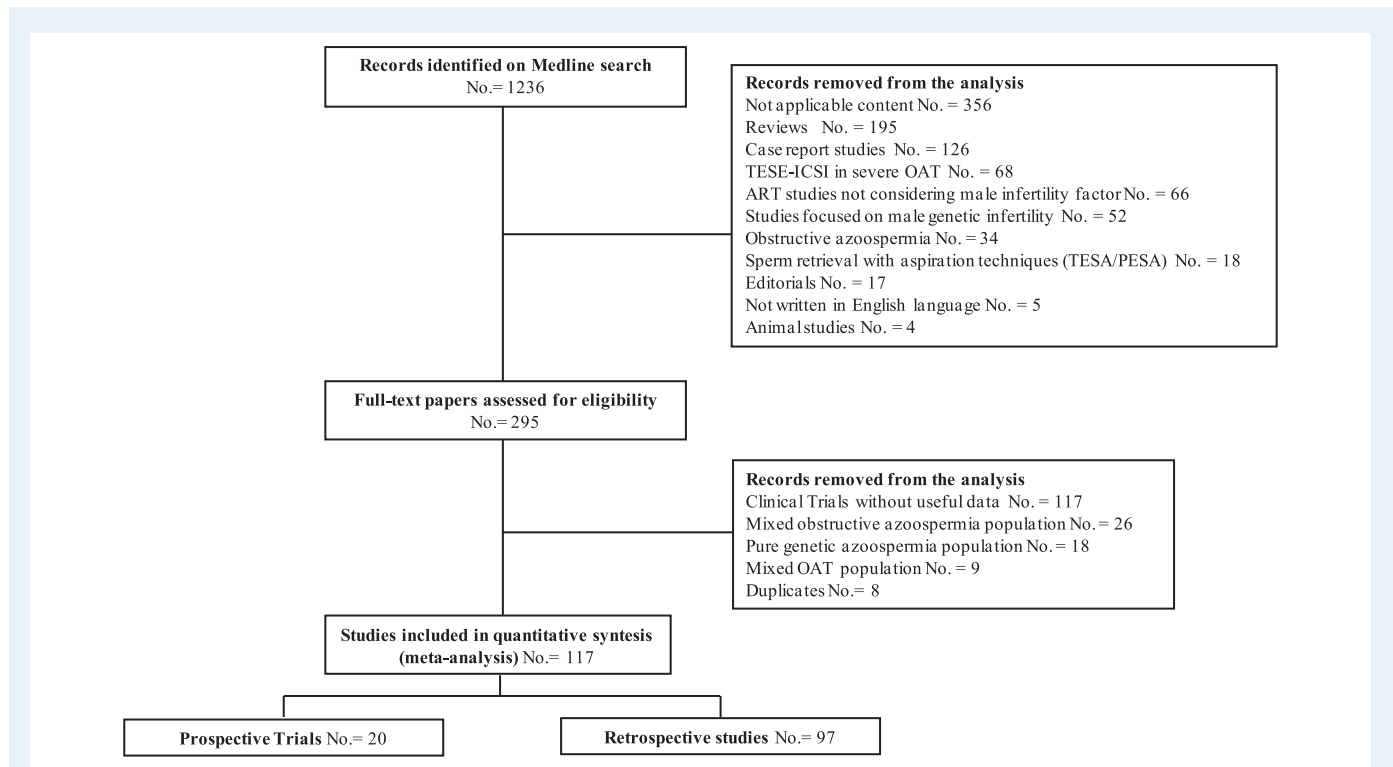 Records identified on Medline search
No.= 1236
Records removed from the analysis
Not applicable content No. = 356
Reviews No. = 195
Case report studies No. = 126
TESE-ICSI in severe OAT No. = 68
ART studies not considering male infertility factor No. = 66
Studies focused on male genetic infertility No. = 52
Obstructive azoospermia No. = 34
Sperm retrieval with aspiration techniques (TESA/PESA) No. = 18
Editorials No. = 17
Not written in English language No. = 5
Animal studies No. = 4
Full-text papers assessed for eligibility
No.= 295
Records removed from the analysis
Clinical Trials without useful data No. = 117
Mixed obstructive azoospermia population No. = 26
Pure genetic azoospermia population No. = 18
Mixed OAT population No. = 9
Duplicates No.= 8
Studies included in quantitative syntesis
(meta-analysis) No.= 117
Prospective Trials No.= 20
Retrospective studies No.= 97